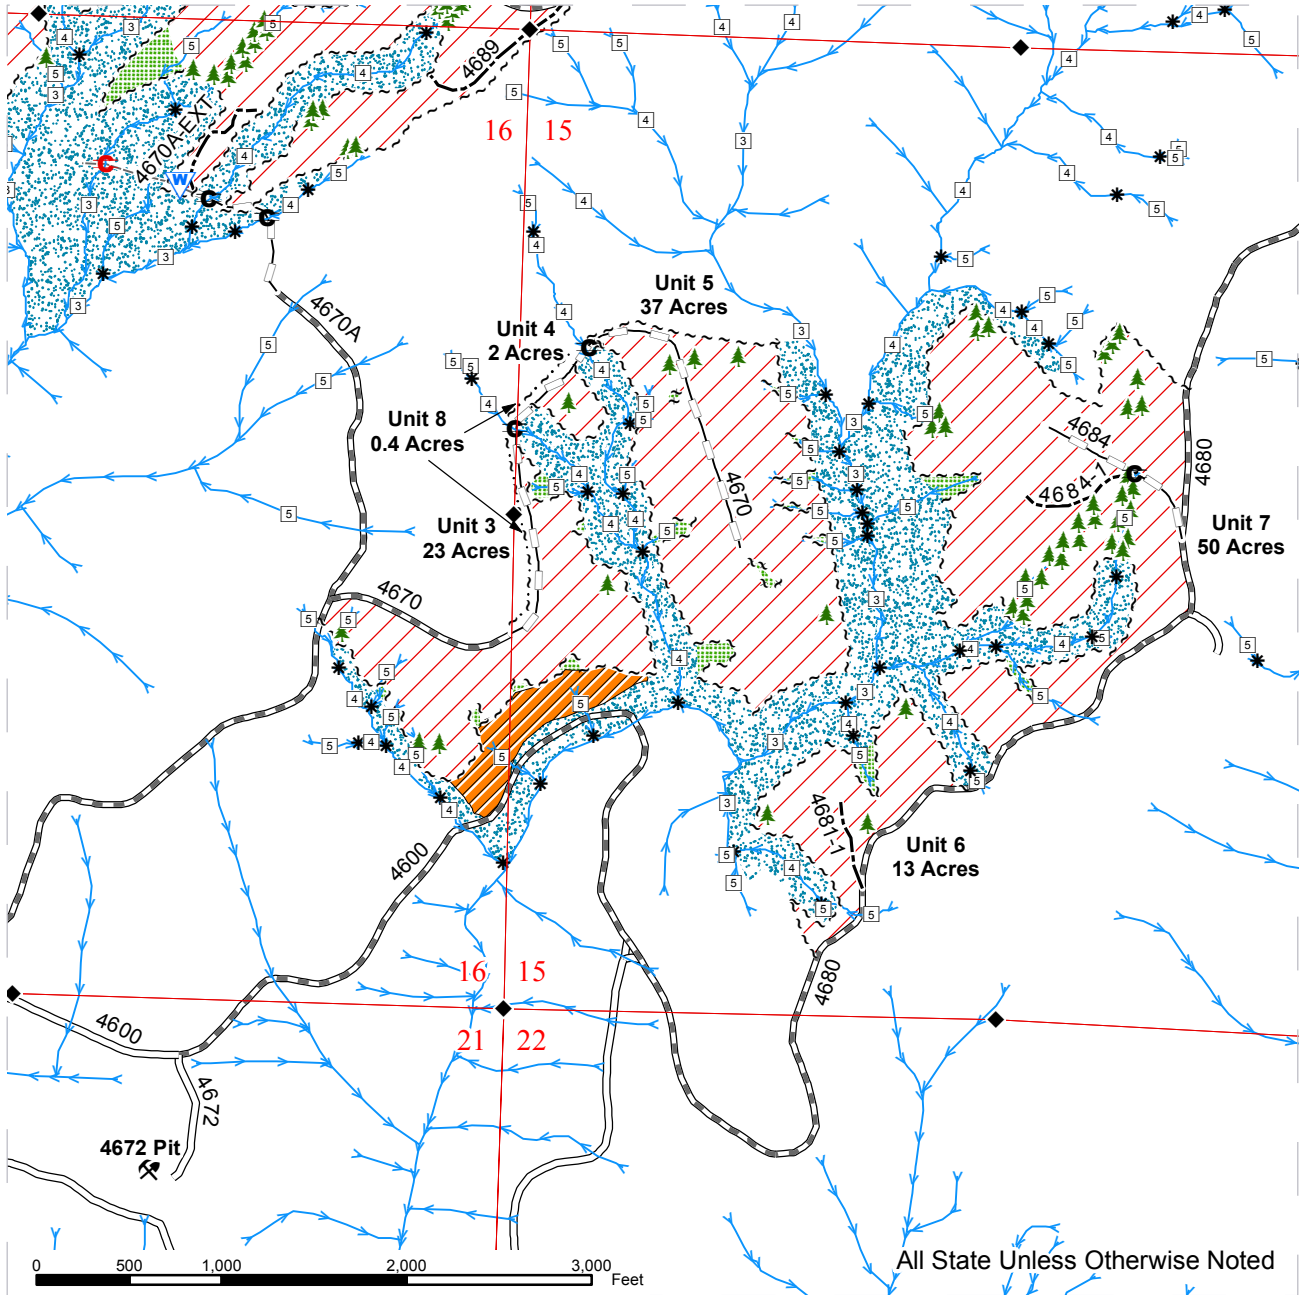 4689
4670A-EXT
16 15
W
C
C
C
4670A
Unit 5
37 Acres
Unit 4
2 Acres
C
Unit 8
0.4 Acres
C
4684
4684-1
C
4680
4670
Unit 3
23 Acres
Unit 7
50 Acres
4670
4681-1
Unit 6
13 Acres
4600
4680
16 15
21 22
4600
4672
4672 Pit
All State Unless Otherwise Noted
0 500 1,000 2,000 3,000
Feet